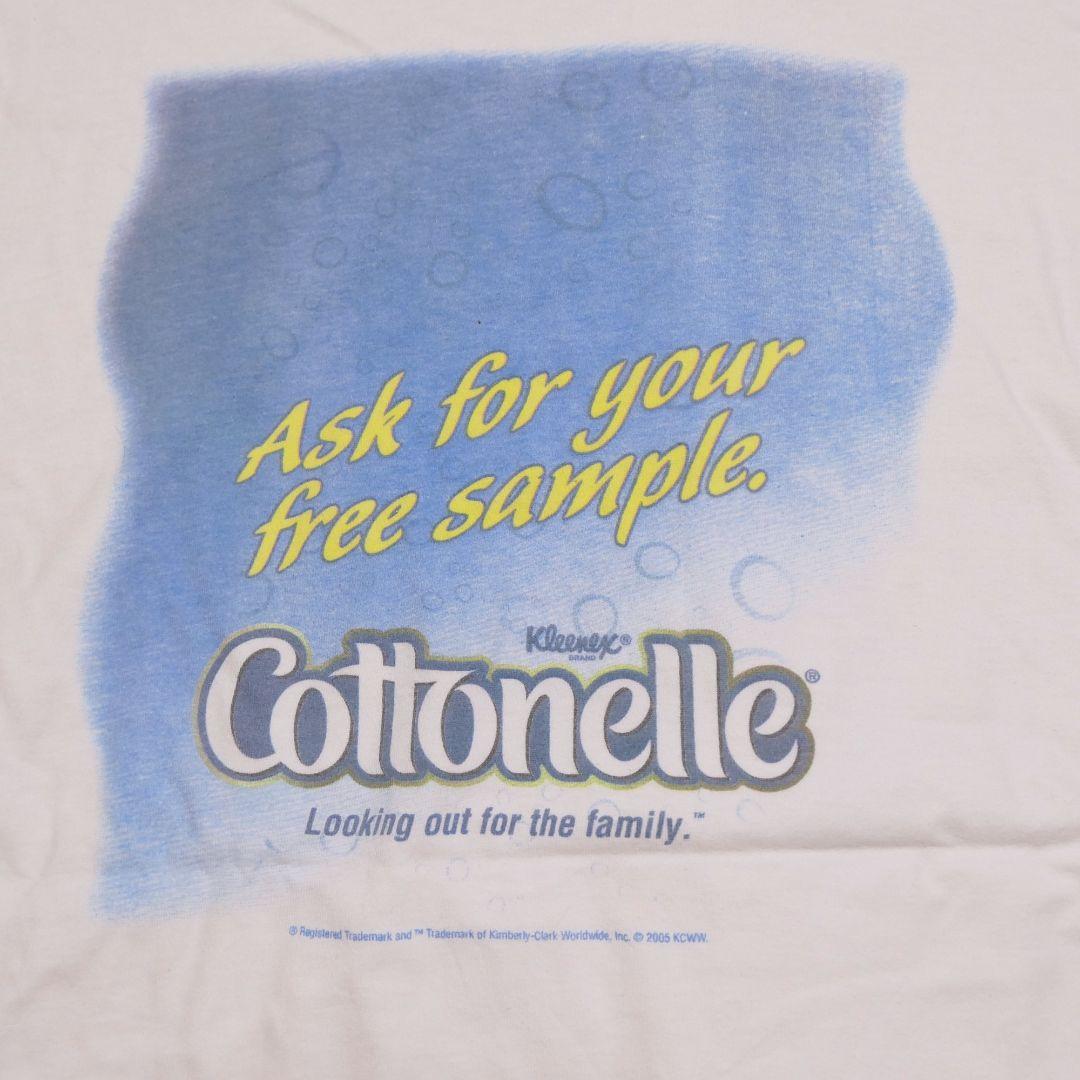 Ask for your
free sample.
Kleenex®
BRAND
Cottonelle®
Looking out for the family.™
® Registered Trademark and ™ Trademark of Kimberly-Clark Worldwide, Inc. © 2005 KCWW.